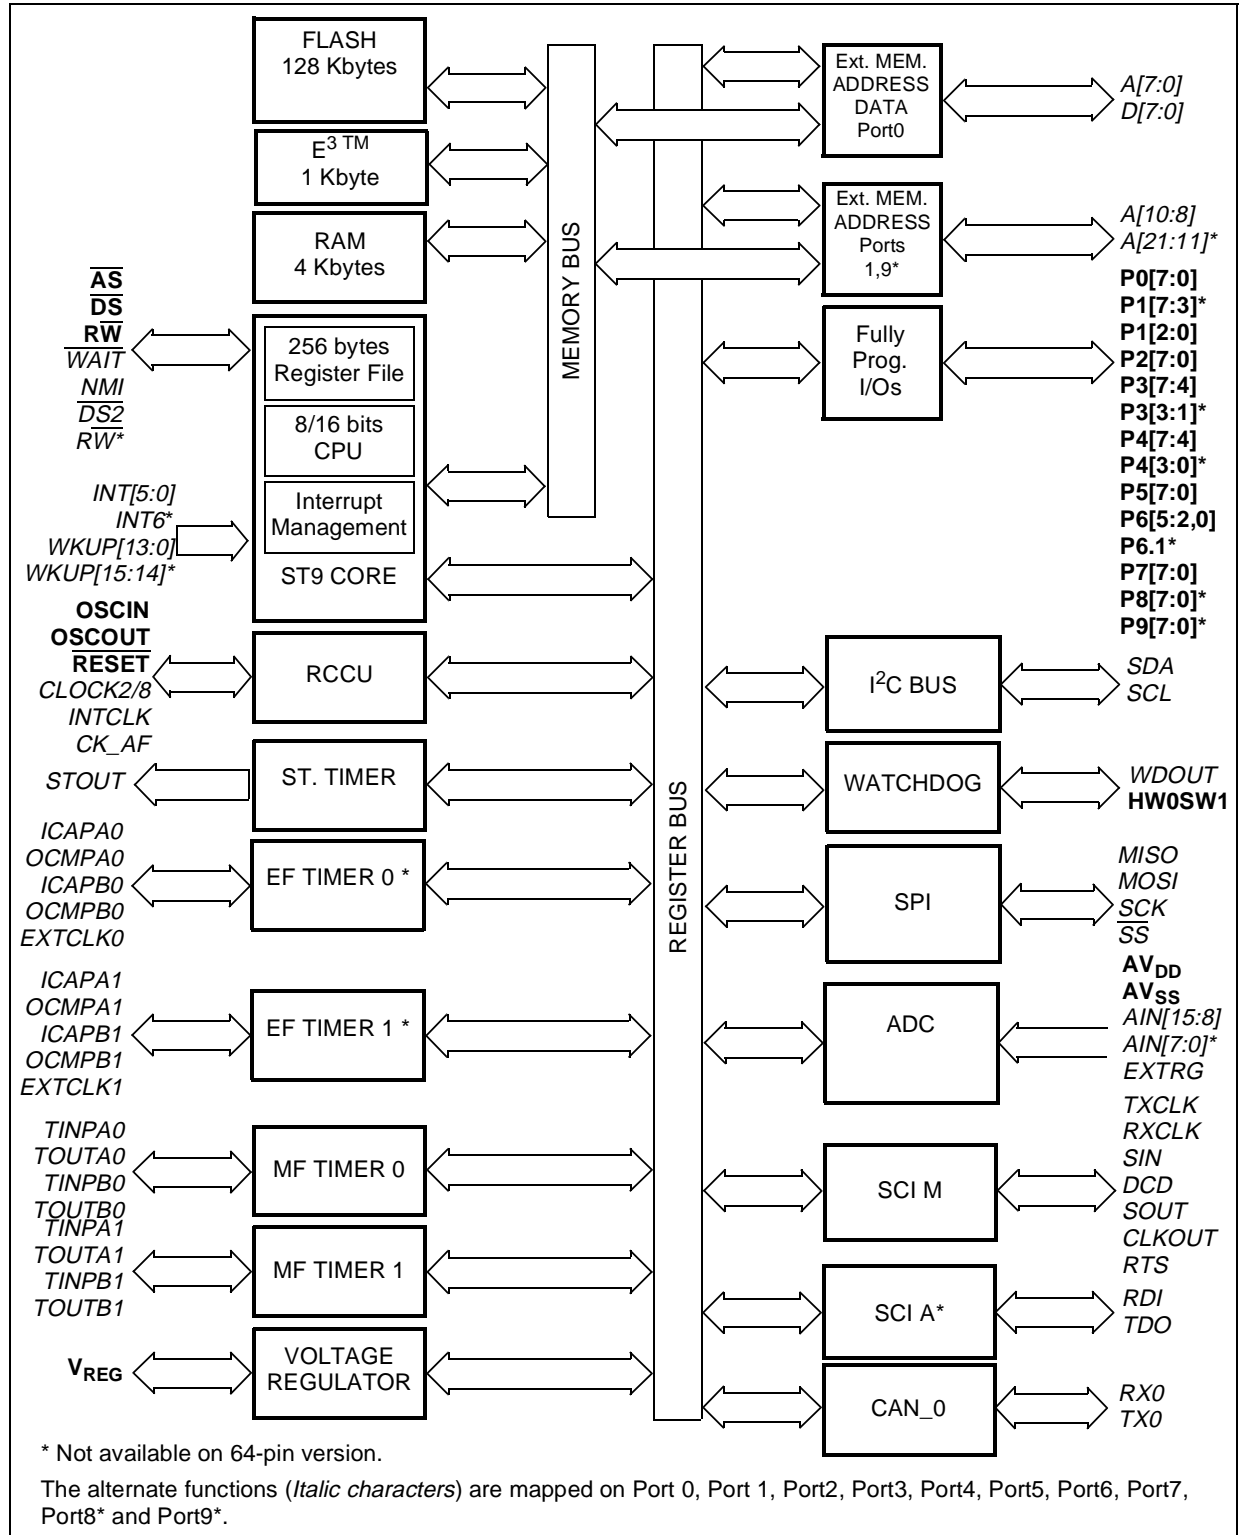 FLASH
128 Kbytes
E3 TM
1 Kbyte
RAM
4 Kbytes
AS
DS
RW
WAIT
NMI
DS2
RW*
256 bytes
Register File
8/16 bits
CPU
Interrupt
Management
ST9 CORE
INT[5:0]
INT6*
WKUP[13:0]
WKUP[15:14]*
OSCIN
OSCOUT
RESET
CLOCK2/8
INTCLK
CK_AF
RCCU
STOUT
ST. TIMER
ICAPA0
OCMPA0
ICAPB0
OCMPB0
EXTCLK0
EF TIMER 0 *
ICAPA1
OCMPA1
ICAPB1
OCMPB1
EXTCLK1
EF TIMER 1 *
TINPA0
TOUTA0
TINPB0
TOUTB0
MF TIMER 0
TINPA1
TOUTA1
TINPB1
TOUTB1
MF TIMER 1
VREG
VOLTAGE
REGULATOR
MEMORY BUS
REGISTER BUS
Ext. MEM.
ADDRESS
DATA
Port0
A[7:0]
D[7:0]
Ext. MEM.
ADDRESS
Ports
1,9*
A[10:8]
A[21:11]*
Fully
Prog.
I/Os
P0[7:0]
P1[7:3]*
P1[2:0]
P2[7:0]
P3[7:4]
P3[3:1]*
P4[7:4]
P4[3:0]*
P5[7:0]
P6[5:2,0]
P6.1*
P7[7:0]
P8[7:0]*
P9[7:0]*
I2C BUS
SDA
SCL
WATCHDOG
WDOUT
HW0SW1
SPI
MISO
MOSI
SCK
SS
ADC
AVDD
AVSS
AIN[15:8]
AIN[7:0]*
EXTRG
SCI M
TXCLK
RXCLK
SIN
DCD
SOUT
CLKOUT
RTS
SCI A*
RDI
TDO
CAN_0
RX0
TX0
* Not available on 64-pin version.
The alternate functions (Italic characters) are mapped on Port 0, Port 1, Port2, Port3, Port4, Port5, Port6, Port7,
Port8* and Port9*.